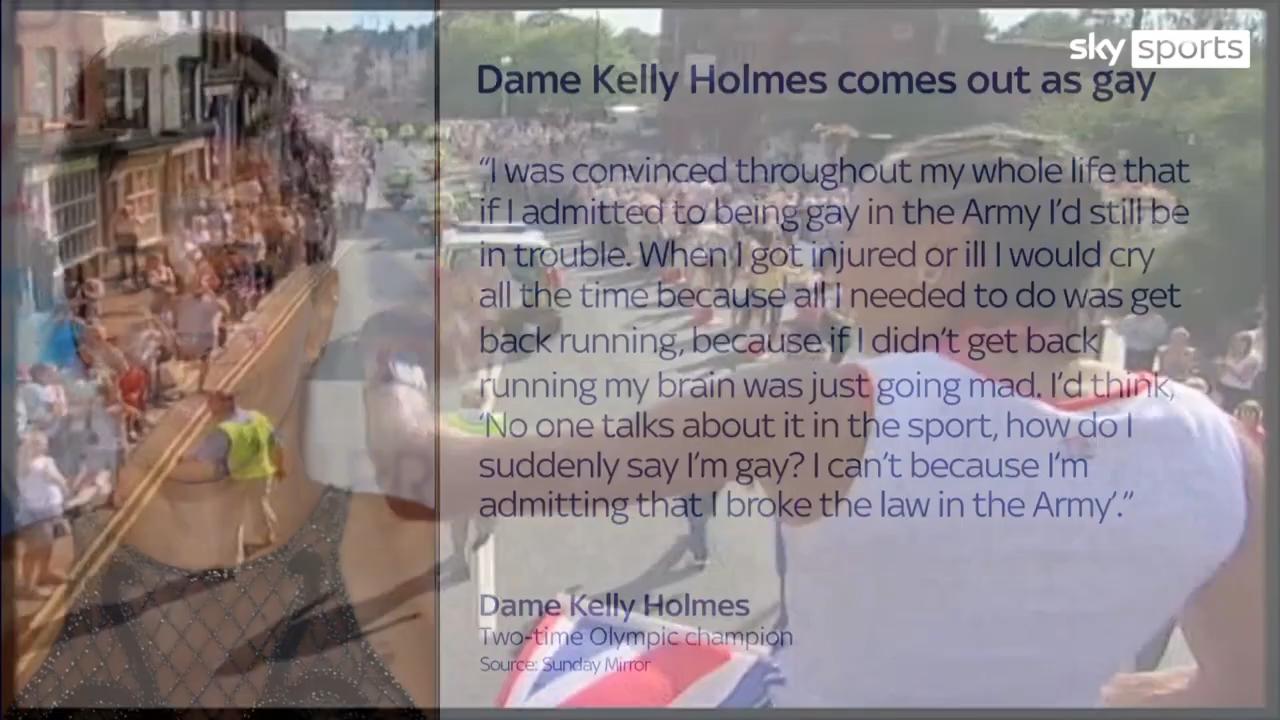 sky sports
Dame Kelly Holmes comes out as gay
“I was convinced throughout my whole life that
if I admitted to being gay in the Army I’d still be
in trouble. When I got injured or ill I would cry
all the time because all I needed to do was get
back running, because if I didn’t get back
running my brain was just going mad. I’d think,
‘No one talks about it in the sport, how do I
suddenly say I’m gay? I can’t because I’m
admitting that I broke the law in the Army’.”
Dame Kelly Holmes
Two-time Olympic champion
Source: Sunday Mirror